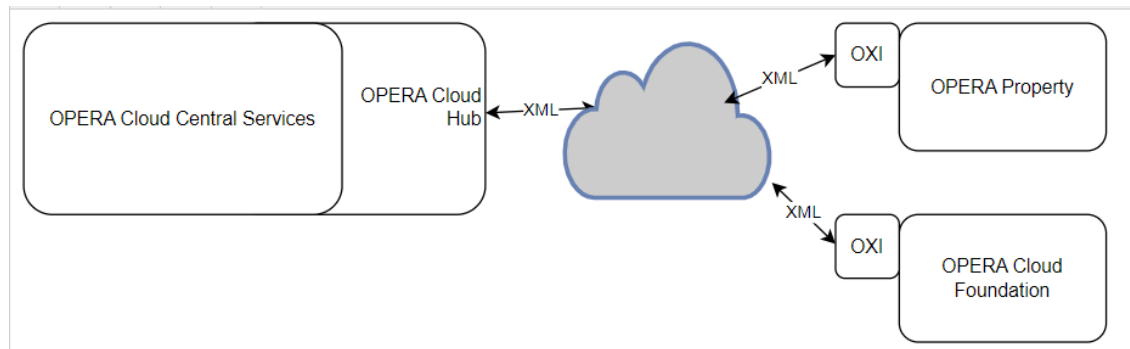 OPERA Cloud Central Services
OPERA Cloud
Hub
XML
XML
OXI
OPERA Property
XML
OXI
OPERA Cloud
Foundation